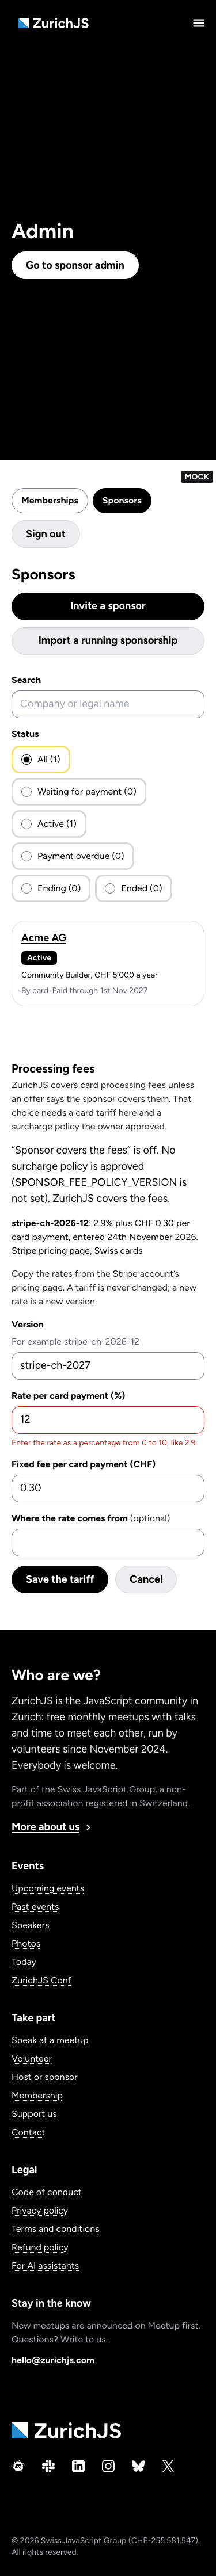 ZurichJS
Admin
Go to sponsor admin
MOCK
Memberships
Sponsors
Sign out
Sponsors
Invite a sponsor
Import a running sponsorship
Search
Company or legal name
Status
All (1)
Waiting for payment (0)
Active (1)
Payment overdue (0)
Ending (0)
Ended (0)
Acme AG
Active
Community Builder, CHF 5'000 a year
By card. Paid through 1st Nov 2027
Processing fees
ZurichJS covers card processing fees unless
an offer says the sponsor covers them. That
choice needs a card tariff here and a
surcharge policy the owner approved.
“Sponsor covers the fees” is off. No
surcharge policy is approved
(SPONSOR_FEE_POLICY_VERSION is
not set). ZurichJS covers the fees.
stripe-ch-2026-12: 2.9% plus CHF 0.30 per
card payment, entered 24th November 2026.
Stripe pricing page, Swiss cards
Copy the rates from the Stripe account's
pricing page. A tariff is never changed; a new
rate is a new version.
Version
For example stripe-ch-2026-12
stripe-ch-2027
Rate per card payment (%)
12
Enter the rate as a percentage from 0 to 10, like 2.9.
Fixed fee per card payment (CHF)
0.30
Where the rate comes from (optional)
Save the tariff
Cancel
Who are we?
ZurichJS is the JavaScript community in
Zurich: free monthly meetups with talks
and time to meet each other, run by
volunteers since November 2024.
Everybody is welcome.
Part of the Swiss JavaScript Group, a non-
profit association registered in Switzerland.
More about us
Events
Upcoming events
Past events
Speakers
Photos
Today
ZurichJS Conf
Take part
Speak at a meetup
Volunteer
Host or sponsor
Membership
Support us
Contact
Legal
Code of conduct
Privacy policy
Terms and conditions
Refund policy
For AI assistants
Stay in the know
New meetups are announced on Meetup first.
Questions? Write to us.
hello@zurichjs.com
ZurichJS
© 2026 Swiss JavaScript Group (CHE-255.581.547).
All rights reserved.